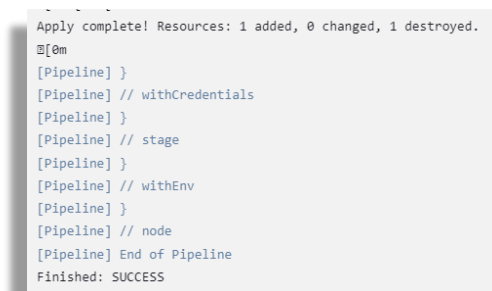 Apply complete! Resources: 1 added, 0 changed, 1 destroyed.
[0m
[Pipeline] }
[Pipeline] // withCredentials
[Pipeline] }
[Pipeline] // stage
[Pipeline] }
[Pipeline] // withEnv
[Pipeline] }
[Pipeline] // node
[Pipeline] End of Pipeline
Finished: SUCCESS